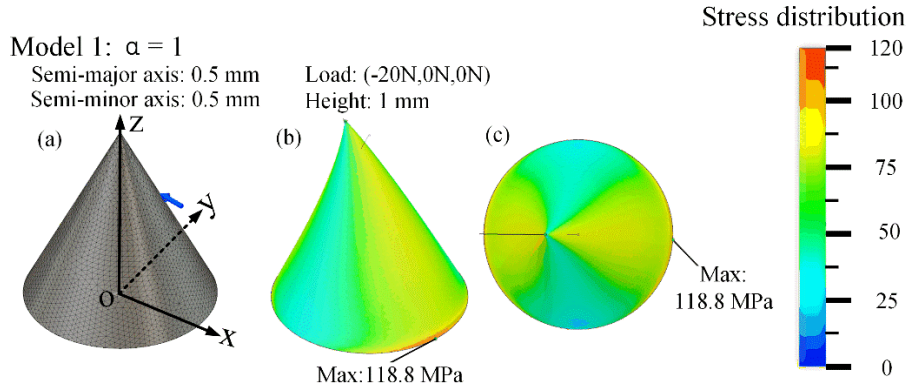 Stress distribution
Model 1: α = 1
Semi-major axis: 0.5 mm
Semi-minor axis: 0.5 mm
Load: (-20N,0N,0N)
Height: 1 mm
(a)
z
y
o
x
(b)
Max:118.8 MPa
(c)
Max:
118.8 MPa
120
100
75
50
25
0